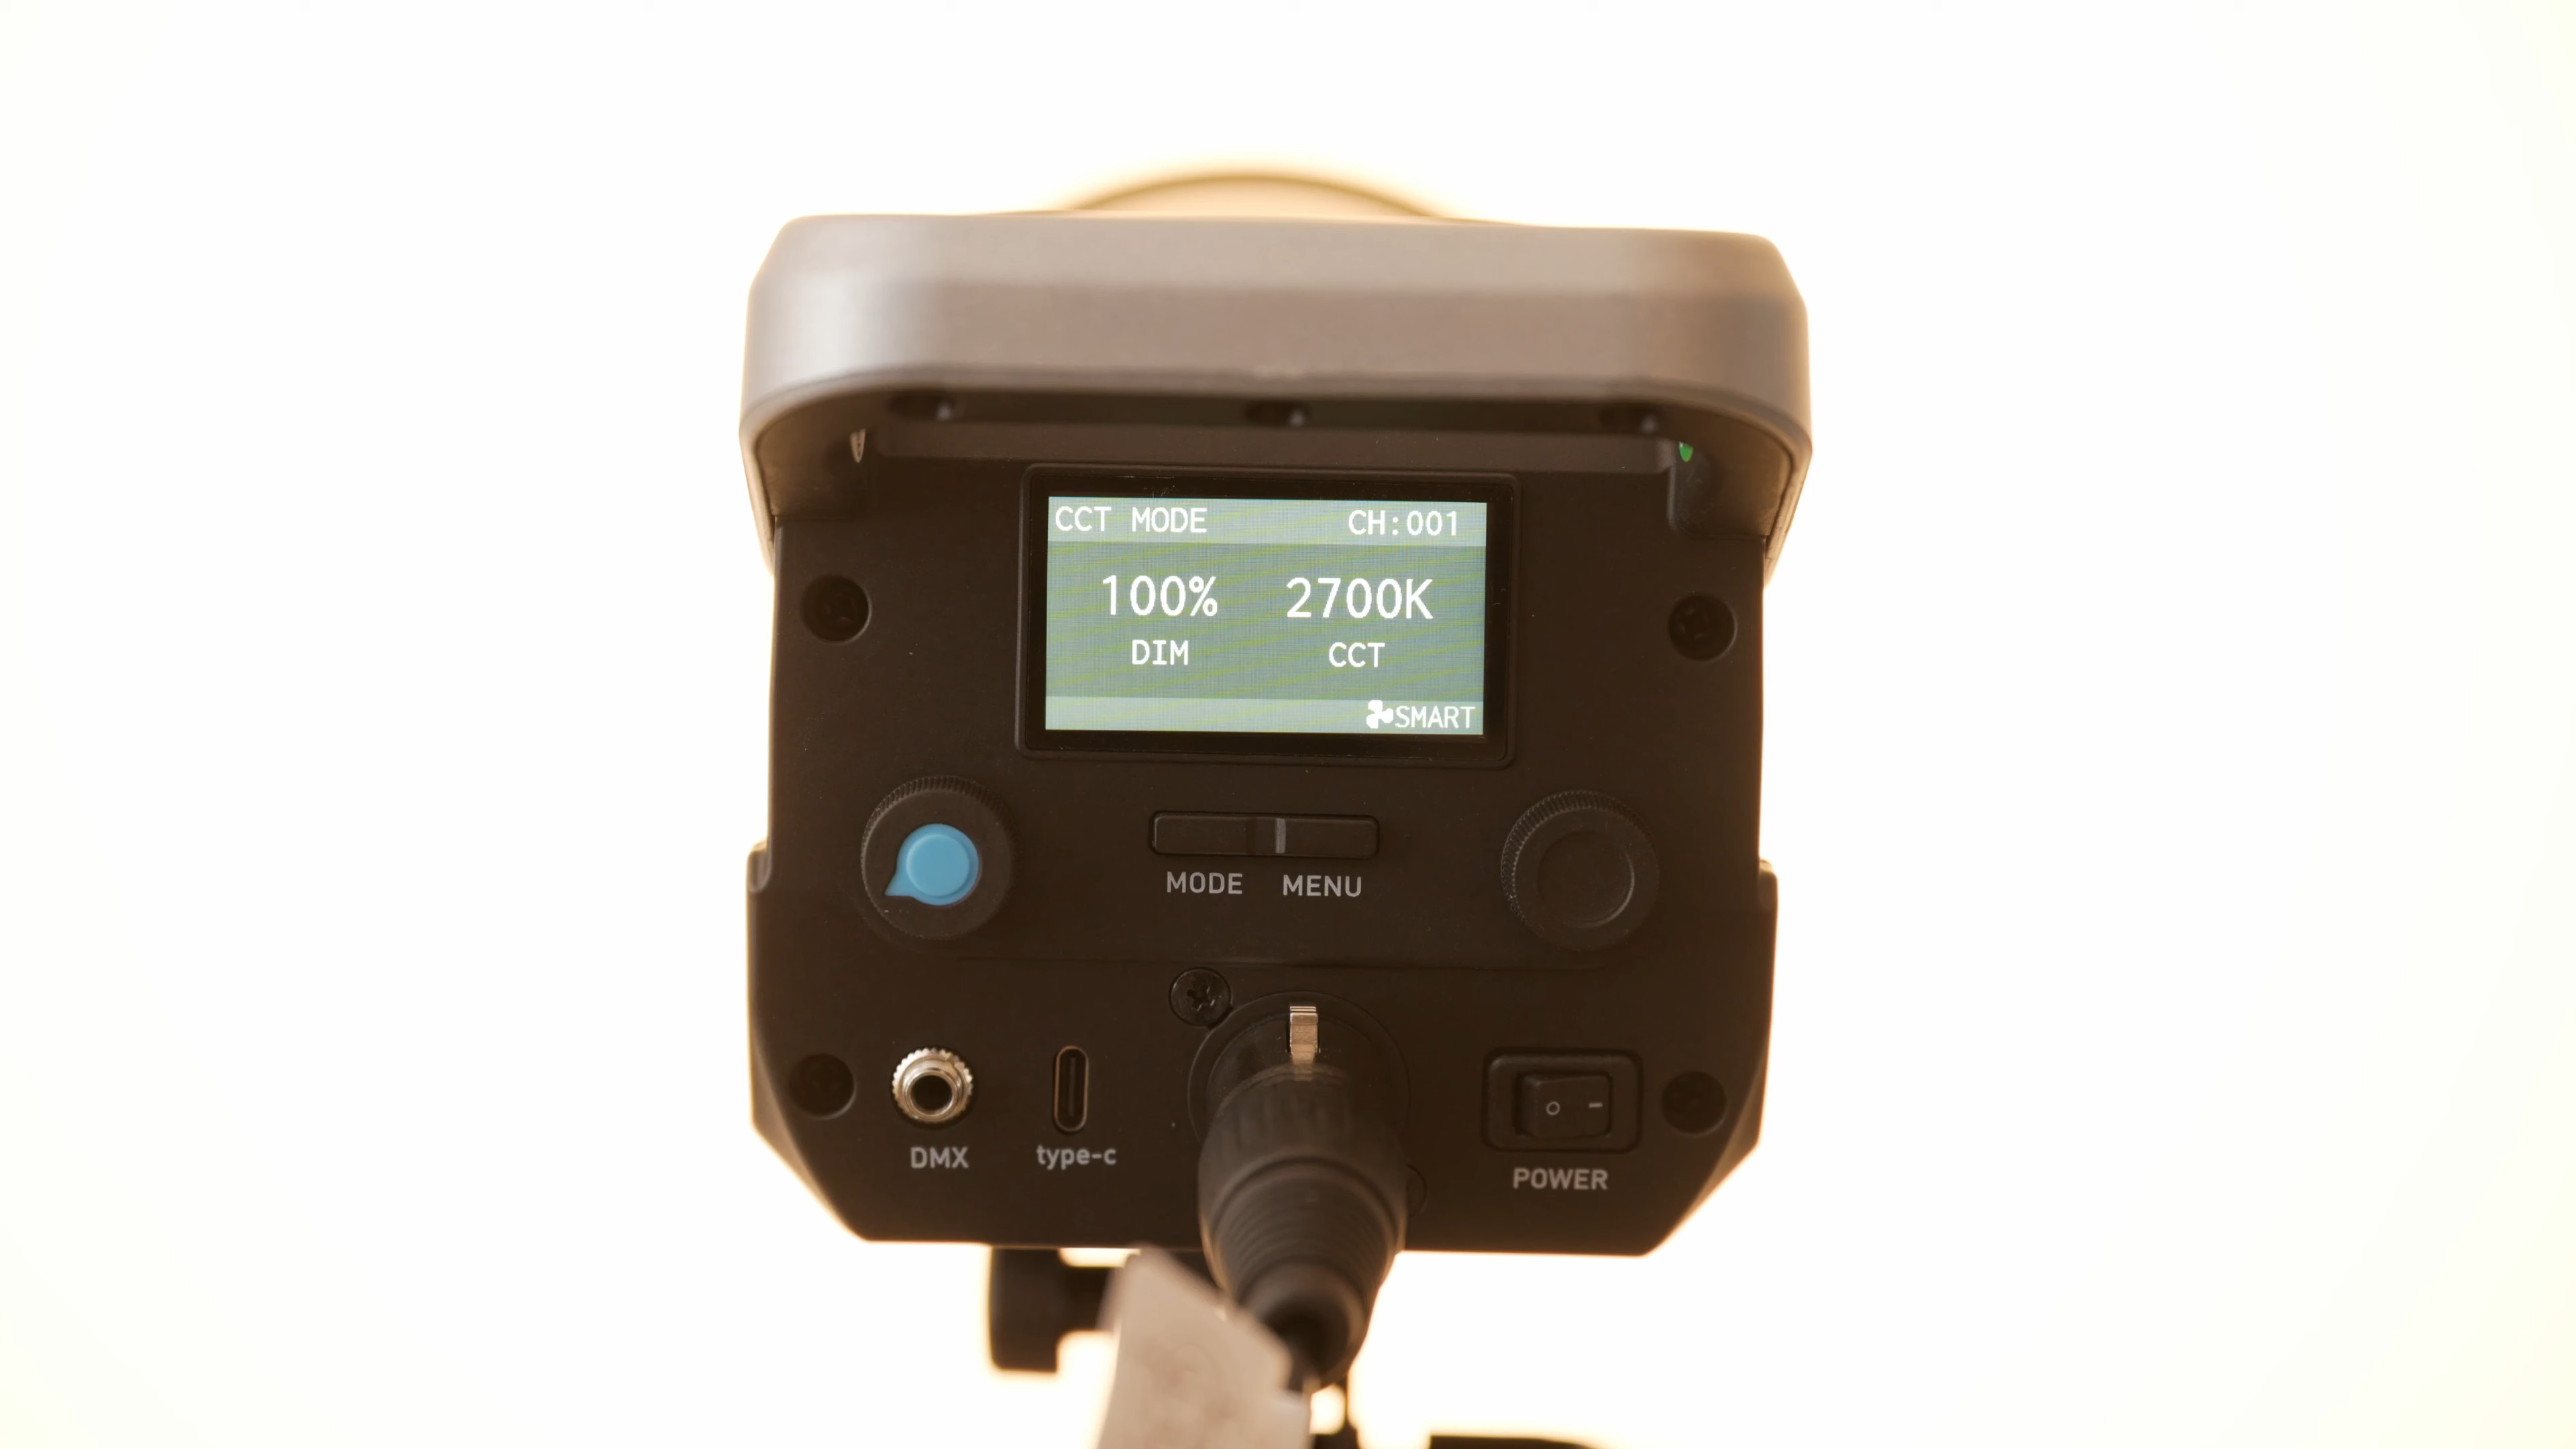 CCT MODE CH:001
100% 2700K
DIM CCT
SMART
MODE MENU
DMX type-c POWER